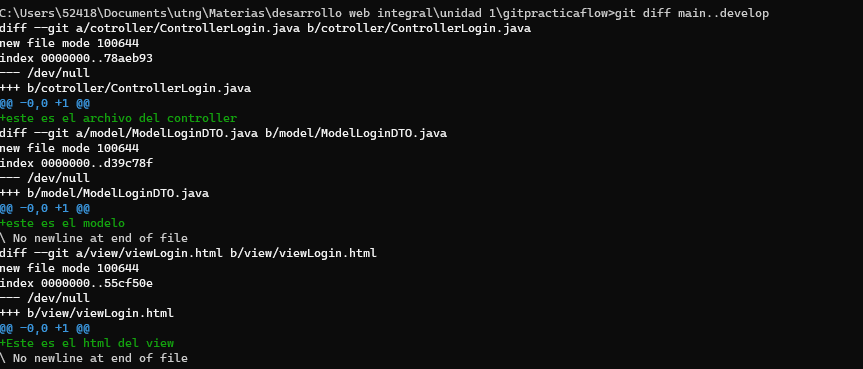 C:\Users\52418\Documents\utng\Materias\desarrollo web integral\unidad 1\gitpracticaflow>git diff main..develop
diff --git a/cotroller/ControllerLogin.java b/cotroller/ControllerLogin.java
new file mode 100644
index 0000000..78aeb93
--- /dev/null
+++ b/cotroller/ControllerLogin.java
@@ -0,0 +1 @@
+este es el archivo del controller
diff --git a/model/ModelLoginDTO.java b/model/ModelLoginDTO.java
new file mode 100644
index 0000000..d39c78f
--- /dev/null
+++ b/model/ModelLoginDTO.java
@@ -0,0 +1 @@
+este es el modelo
\ No newline at end of file
diff --git a/view/viewLogin.html b/view/viewLogin.html
new file mode 100644
index 0000000..55cf50e
--- /dev/null
+++ b/view/viewLogin.html
@@ -0,0 +1 @@
+Este es el html del view
\ No newline at end of file